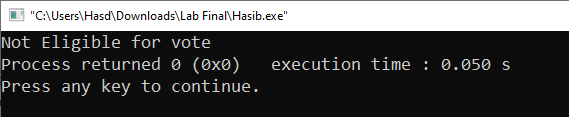 "C:\Users\Hasd\Downloads\Lab Final\Hasib.exe"
Not Eligible for vote
Process returned 0 (0x0)   execution time : 0.050 s
Press any key to continue.